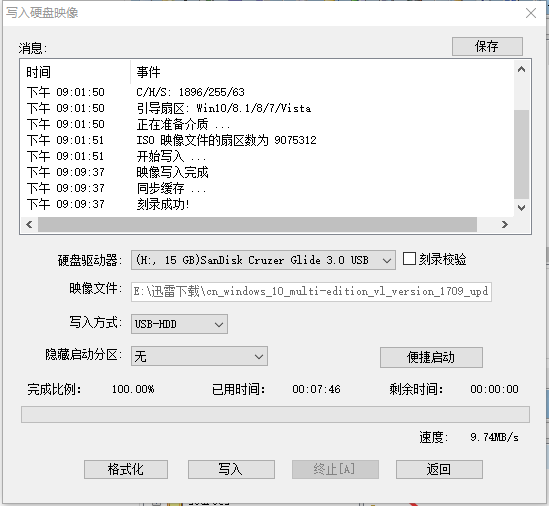 写入硬盘映像
消息:
保存
时间 事件
下午 09:01:50 C/H/S: 1896/255/63
下午 09:01:50 引导扇区: Win10/8.1/8/7/Vista
下午 09:01:50 正在准备介质 ...
下午 09:01:51 ISO 映像文件的扇区数为 9075312
下午 09:01:51 开始写入 ...
下午 09:09:37 映像写入完成
下午 09:09:37 同步缓存 ...
下午 09:09:37 刻录成功!
硬盘驱动器: (H:, 15 GB)SanDisk Cruzer Glide 3.0 USB 刻录校验
映像文件: E:\迅雷下载\cn_windows_10_multi-edition_vl_version_1709_upd
写入方式: USB-HDD
隐藏启动分区: 无 便捷启动
完成比例: 100.00% 已用时间: 00:07:46 剩余时间: 00:00:00
速度: 9.74MB/s
格式化 写入 终止[A] 返回